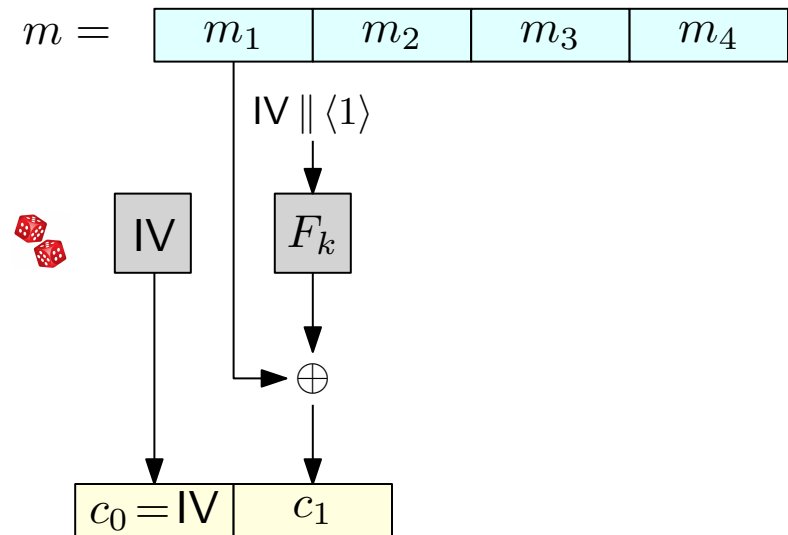 m = m₁ m₂ m₃ m₄
IV ∥ ⟨1⟩
IV Fₖ
⊕
c₀ = IV c₁